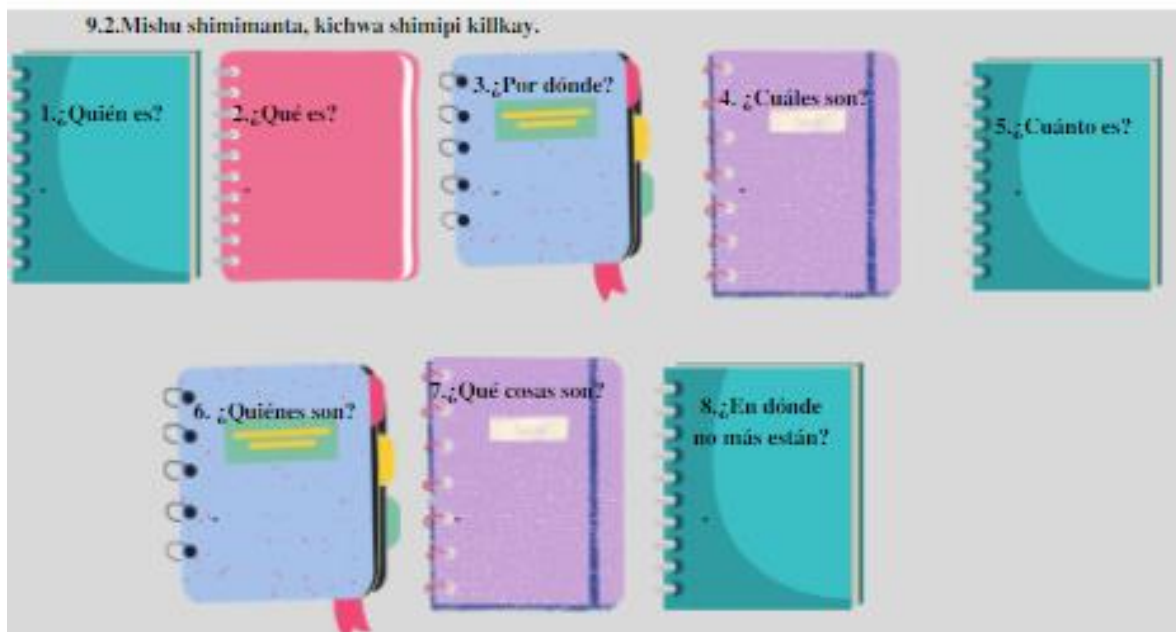 9.2.Mishu shimimanta, kichwa shimipi killkay.
1.¿Quién es?
2.¿Qué es?
3.¿Por dónde?
4. ¿Cuáles son?
5.¿Cuánto es?
6. ¿Quiénes son?
7.¿Qué cosas son?
8.¿En dónde
no más están?